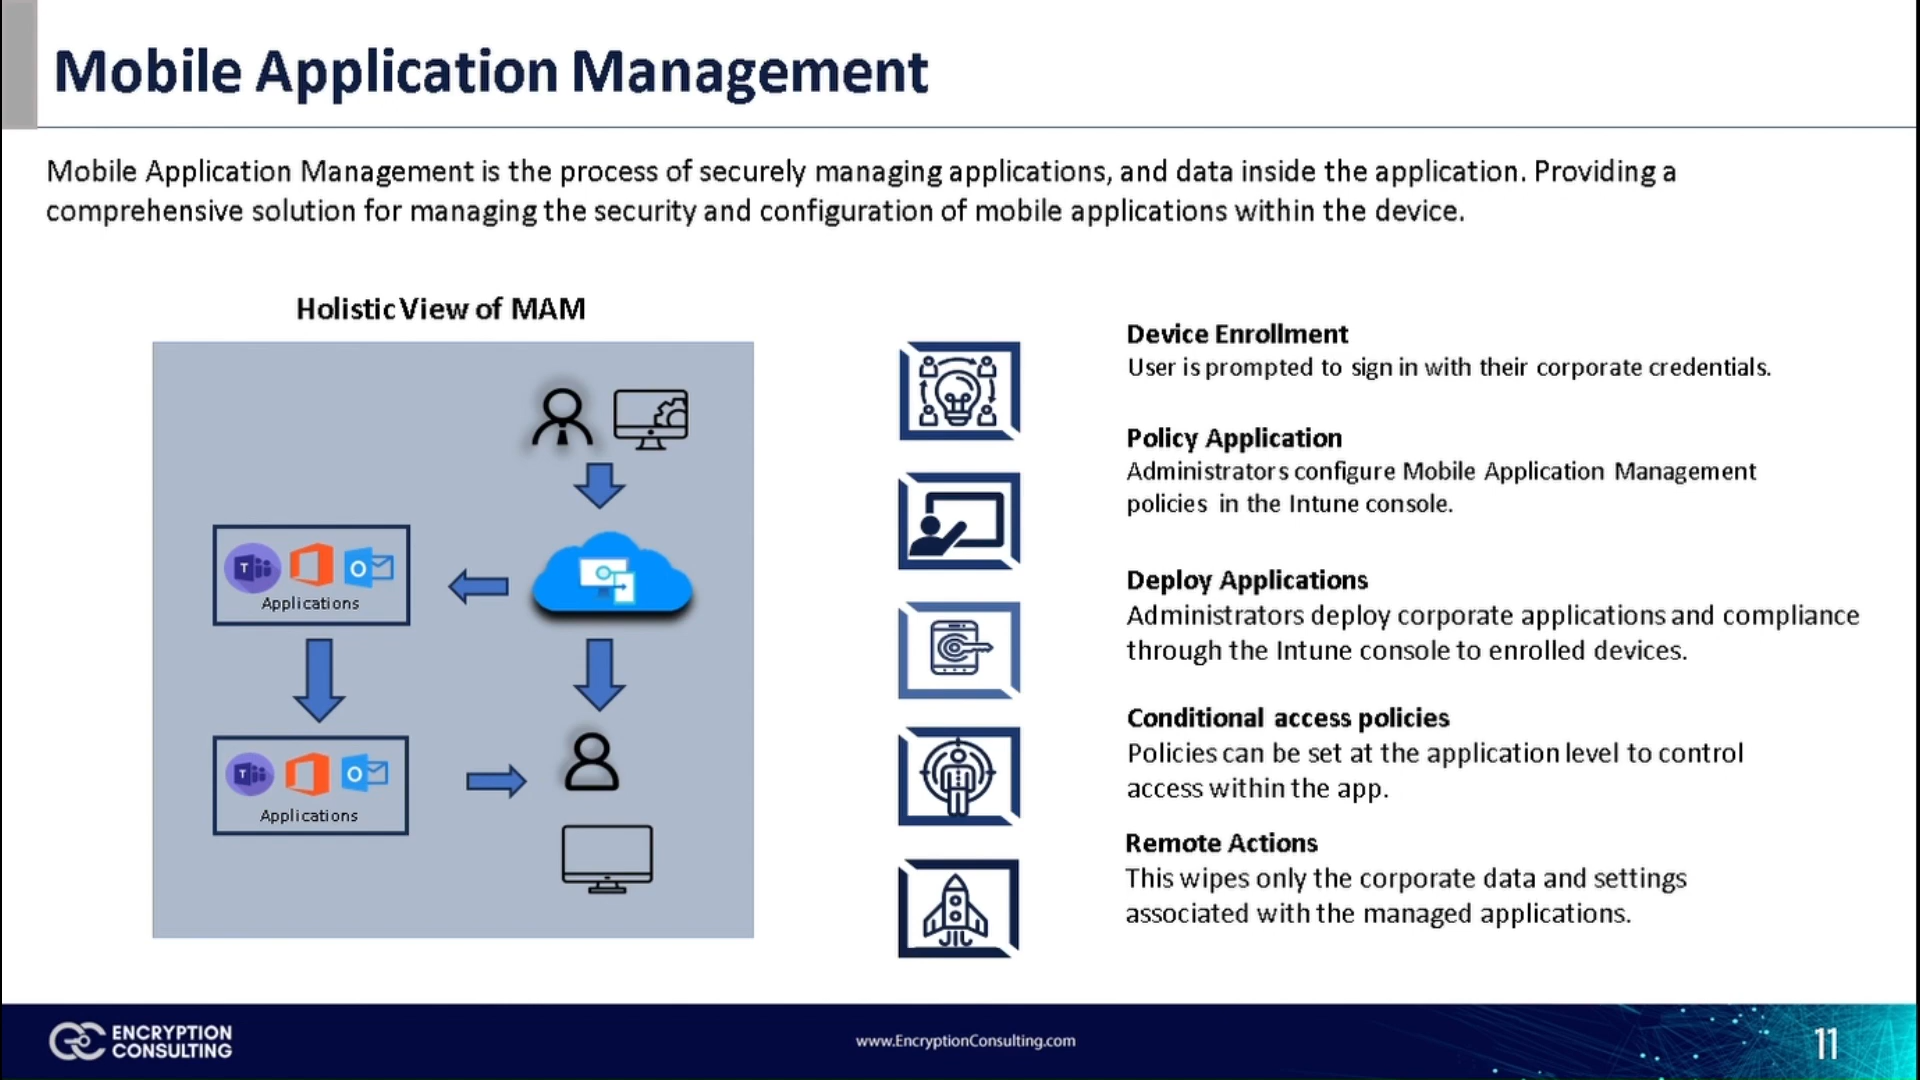 Mobile Application Management
Mobile Application Management is the process of securely managing applications, and data inside the application. Providing a
comprehensive solution for managing the security and configuration of mobile applications within the device.
Holistic View of MAM
T
O
Applications
T
O
Applications
Device Enrollment
User is prompted to sign in with their corporate credentials.
Policy Application
Administrators configure Mobile Application Management
policies in the Intune console.
Deploy Applications
Administrators deploy corporate applications and compliance
through the Intune console to enrolled devices.
Conditional access policies
Policies can be set at the application level to control
access within the app.
Remote Actions
This wipes only the corporate data and settings
associated with the managed applications.
ENCRYPTION
CONSULTING
www.EncryptionConsulting.com
11